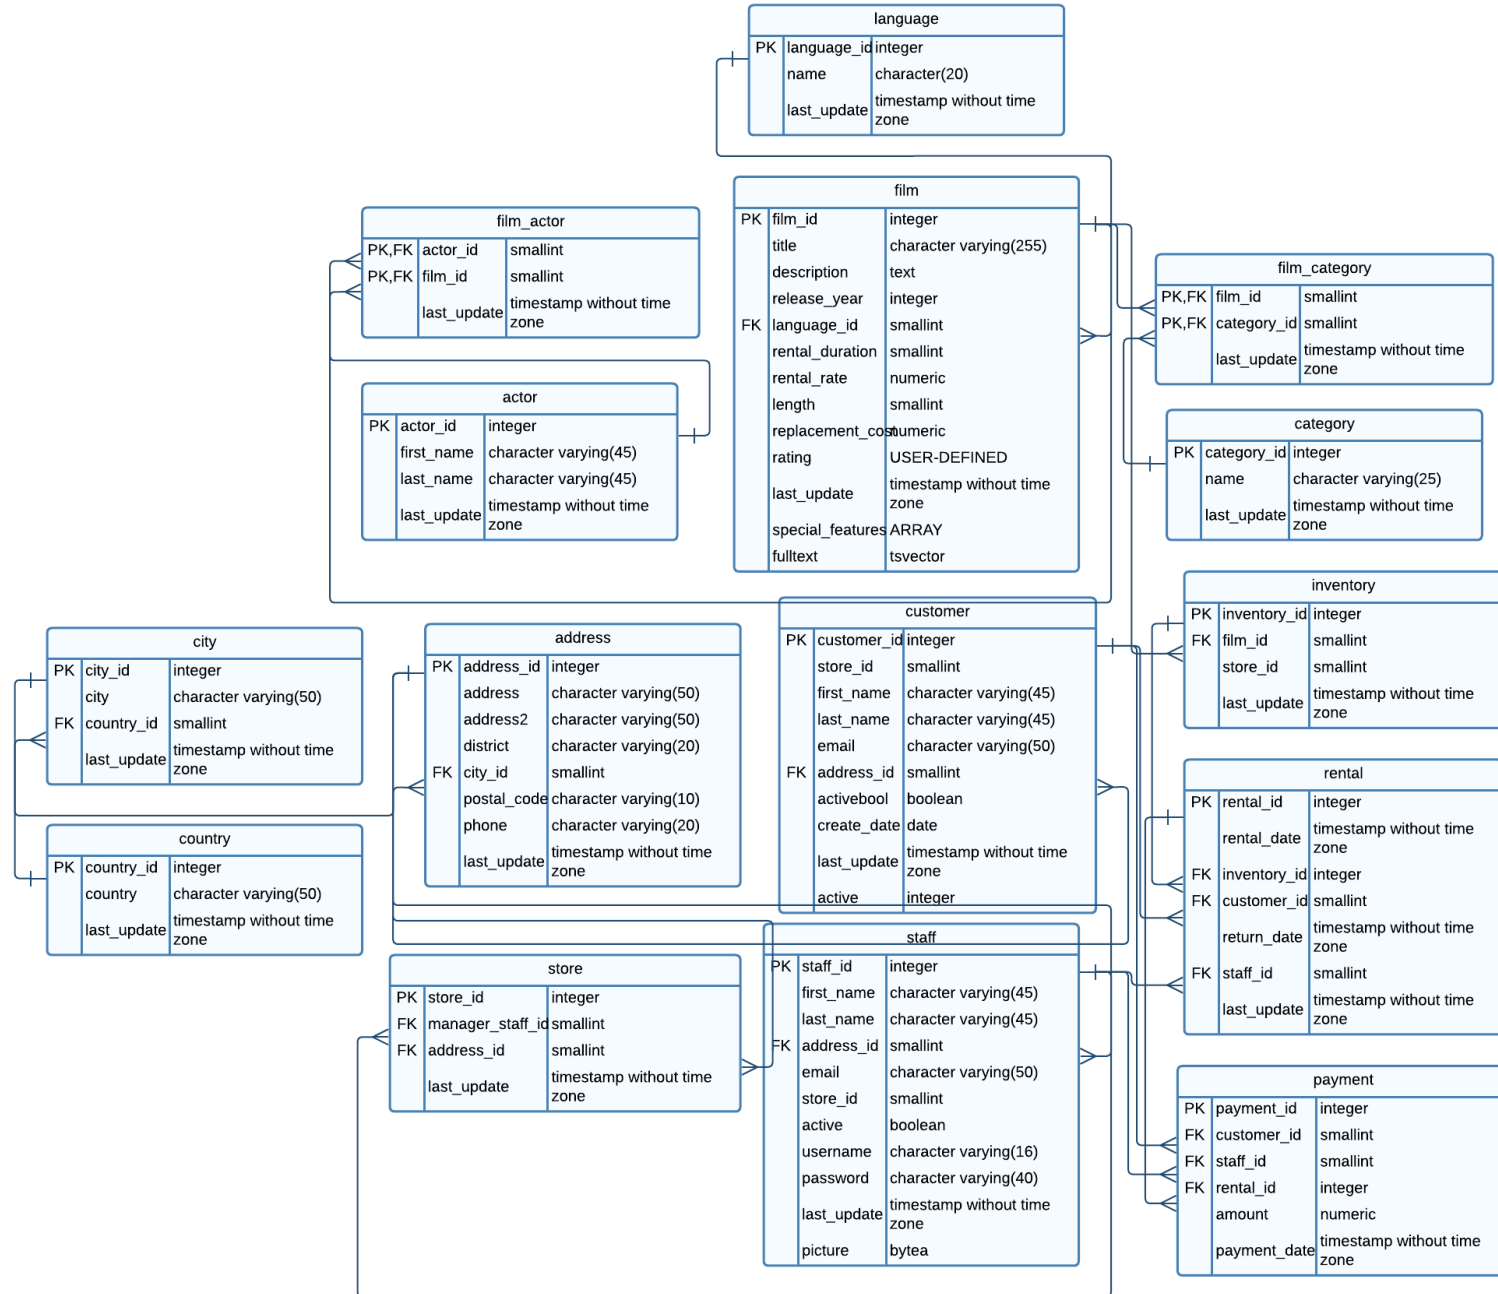 language
PK language_id integer
name character(20)
last_update timestamp without time
zone
film
PK film_id integer
title character varying(255)
description text
release_year integer
FK language_id smallint
rental_duration smallint
rental_rate numeric
length smallint
replacement_cost numeric
rating USER-DEFINED
last_update timestamp without time
zone
special_features ARRAY
fulltext tsvector
film_actor
PK,FK actor_id smallint
PK,FK film_id smallint
last_update timestamp without time
zone
film_category
PK,FK film_id smallint
PK,FK category_id smallint
last_update timestamp without time
zone
actor
PK actor_id integer
first_name character varying(45)
last_name character varying(45)
last_update timestamp without time
zone
category
PK category_id integer
name character varying(25)
last_update timestamp without time
zone
inventory
PK inventory_id integer
FK film_id smallint
store_id smallint
last_update timestamp without time
zone
customer
PK customer_id integer
store_id smallint
first_name character varying(45)
last_name character varying(45)
email character varying(50)
FK address_id smallint
activebool boolean
create_date date
last_update timestamp without time
zone
active integer
city
PK city_id integer
city character varying(50)
FK country_id smallint
last_update timestamp without time
zone
address
PK address_id integer
address character varying(50)
address2 character varying(50)
district character varying(20)
FK city_id smallint
postal_code character varying(10)
phone character varying(20)
last_update timestamp without time
zone
rental
PK rental_id integer
rental_date timestamp without time
zone
FK inventory_id integer
FK customer_id smallint
return_date timestamp without time
zone
FK staff_id smallint
last_update timestamp without time
zone
country
PK country_id integer
country character varying(50)
last_update timestamp without time
zone
staff
PK staff_id integer
first_name character varying(45)
last_name character varying(45)
FK address_id smallint
email character varying(50)
store_id smallint
active boolean
username character varying(16)
password character varying(40)
last_update timestamp without time
zone
picture bytea
store
PK store_id integer
FK manager_staff_id smallint
FK address_id smallint
last_update timestamp without time
zone
payment
PK payment_id integer
FK customer_id smallint
FK staff_id smallint
FK rental_id integer
amount numeric
payment_date timestamp without time
zone